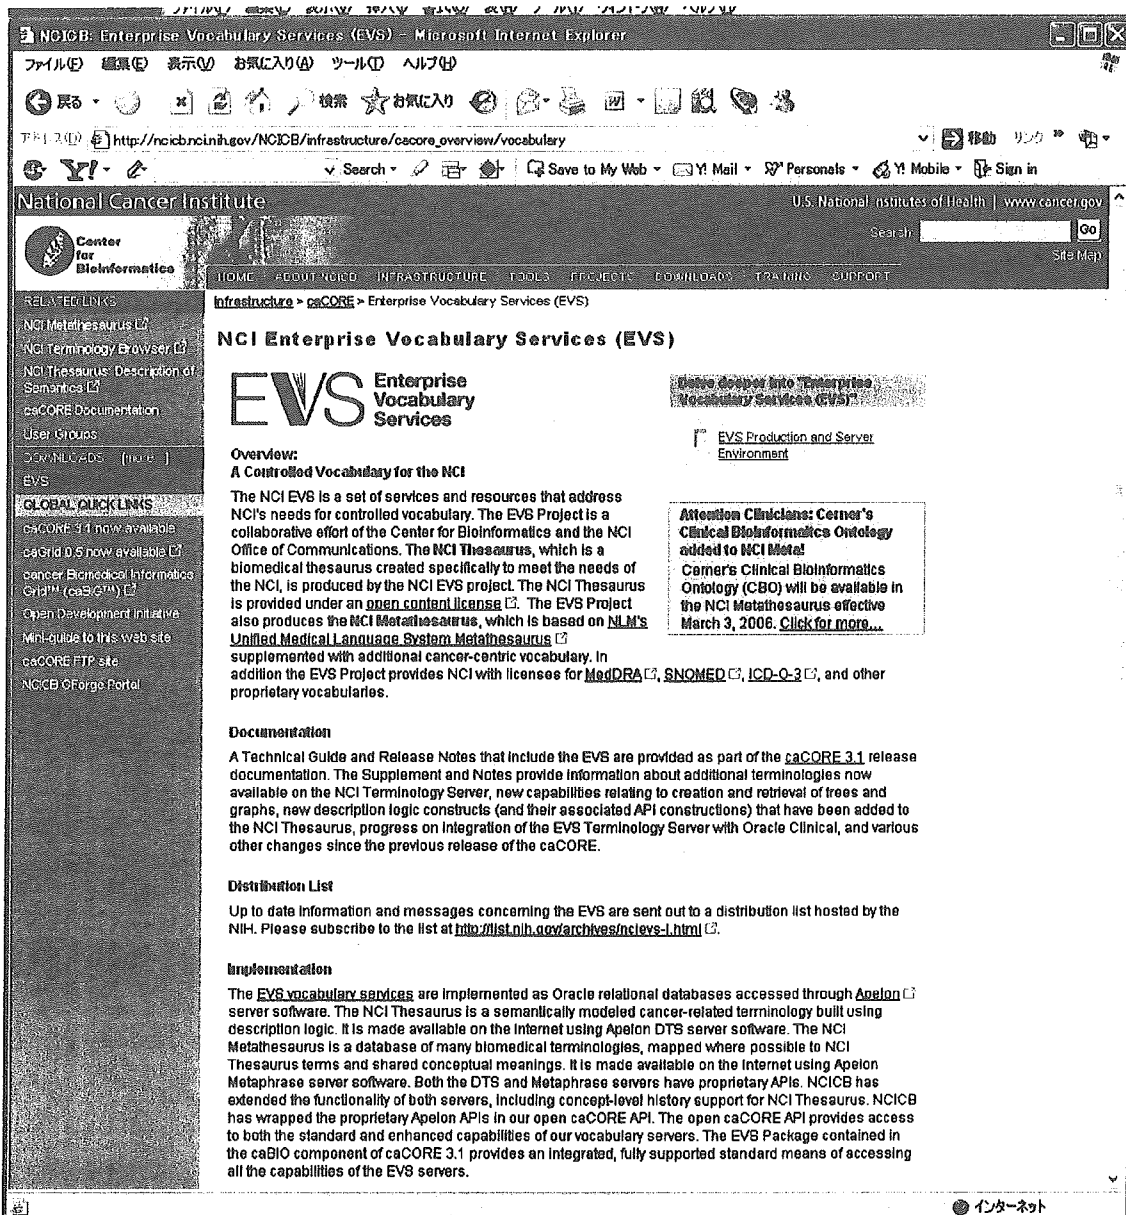 NCICB: Enterprise Vocabulary Services (EVS) - Microsoft Internet Explorer
ファイル(F) 編集(E) 表示(V) お気に入り(A) ツール(T) ヘルプ(H)
戻る 検索 お気に入り
アドレス(D) http://ncicb.nci.nih.gov/NCICB/infrastructure/cacore_overview/vocabulary 移動 リンク »
Y! Search Save to My Web Y! Mail Personals Y! Mobile Sign in
National Cancer Institute U.S. National Institutes of Health | www.cancer.gov
Center for Bioinformatics
Search Go
Site Map
HOME ABOUT NCICB INFRASTRUCTURE TOOLS PROJECTS DOWNLOADS TRAINING SUPPORT
RELATED LINKS
NCI Metathesaurus
NCI Terminology Browser
NCI Thesaurus: Description of
Semantics
caCORE Documentation
User Groups
DOWNLOADS [more...]
EVS
GLOBAL QUICK LINKS
caCORE 3.1 now available
caGrid 0.5 now available
cancer Biomedical Informatics
Grid™ (caBIG™)
Open Development Initiative
Mini-guide to this web site
caCORE FTP site
NCICB GForge Portal
Infrastructure > caCORE > Enterprise Vocabulary Services (EVS)
NCI Enterprise Vocabulary Services (EVS)
EVS Enterprise
Vocabulary
Services
Delve deeper into "Enterprise
Vocabulary Services (EVS)"
EVS Production and Server
Environment
Overview:
A Controlled Vocabulary for the NCI
The NCI EVS is a set of services and resources that address
NCI's needs for controlled vocabulary. The EVS Project is a
collaborative effort of the Center for Bioinformatics and the NCI
Office of Communications. The NCI Thesaurus, which is a
biomedical thesaurus created specifically to meet the needs of
the NCI, is produced by the NCI EVS project. The NCI Thesaurus
is provided under an open content license. The EVS Project
also produces the NCI Metathesaurus, which is based on NLM's
Unified Medical Language System Metathesaurus
supplemented with additional cancer-centric vocabulary. In
addition the EVS Project provides NCI with licenses for MedDRA, SNOMED, ICD-O-3, and other
proprietary vocabularies.
Attention Clinicians: Cerner's
Clinical Bioinformatics Ontology
added to NCI Meta!
Cerner's Clinical Bioinformatics
Ontology (CBO) will be available in
the NCI Metathesaurus effective
March 3, 2006. Click for more...
Documentation
A Technical Guide and Release Notes that include the EVS are provided as part of the caCORE 3.1 release
documentation. The Supplement and Notes provide information about additional terminologies now
available on the NCI Terminology Server, new capabilities relating to creation and retrieval of trees and
graphs, new description logic constructs (and their associated API constructions) that have been added to
the NCI Thesaurus, progress on integration of the EVS Terminology Server with Oracle Clinical, and various
other changes since the previous release of the caCORE.
Distribution List
Up to date information and messages concerning the EVS are sent out to a distribution list hosted by the
NIH. Please subscribe to the list at http://list.nih.gov/archives/ncievs-l.html.
Implementation
The EVS vocabulary services are implemented as Oracle relational databases accessed through Apelon
server software. The NCI Thesaurus is a semantically modeled cancer-related terminology built using
description logic. It is made available on the Internet using Apelon DTS server software. The NCI
Metathesaurus is a database of many biomedical terminologies, mapped where possible to NCI
Thesaurus terms and shared conceptual meanings. It is made available on the Internet using Apelon
Metaphrase server software. Both the DTS and Metaphrase servers have proprietary APIs. NCICB has
extended the functionality of both servers, including concept-level history support for NCI Thesaurus. NCICB
has wrapped the proprietary Apelon APIs in our open caCORE API. The open caCORE API provides access
to both the standard and enhanced capabilities of our vocabulary servers. The EVS Package contained in
the caBIO component of caCORE 3.1 provides an integrated, fully supported standard means of accessing
all the capabilities of the EVS servers.
インターネット